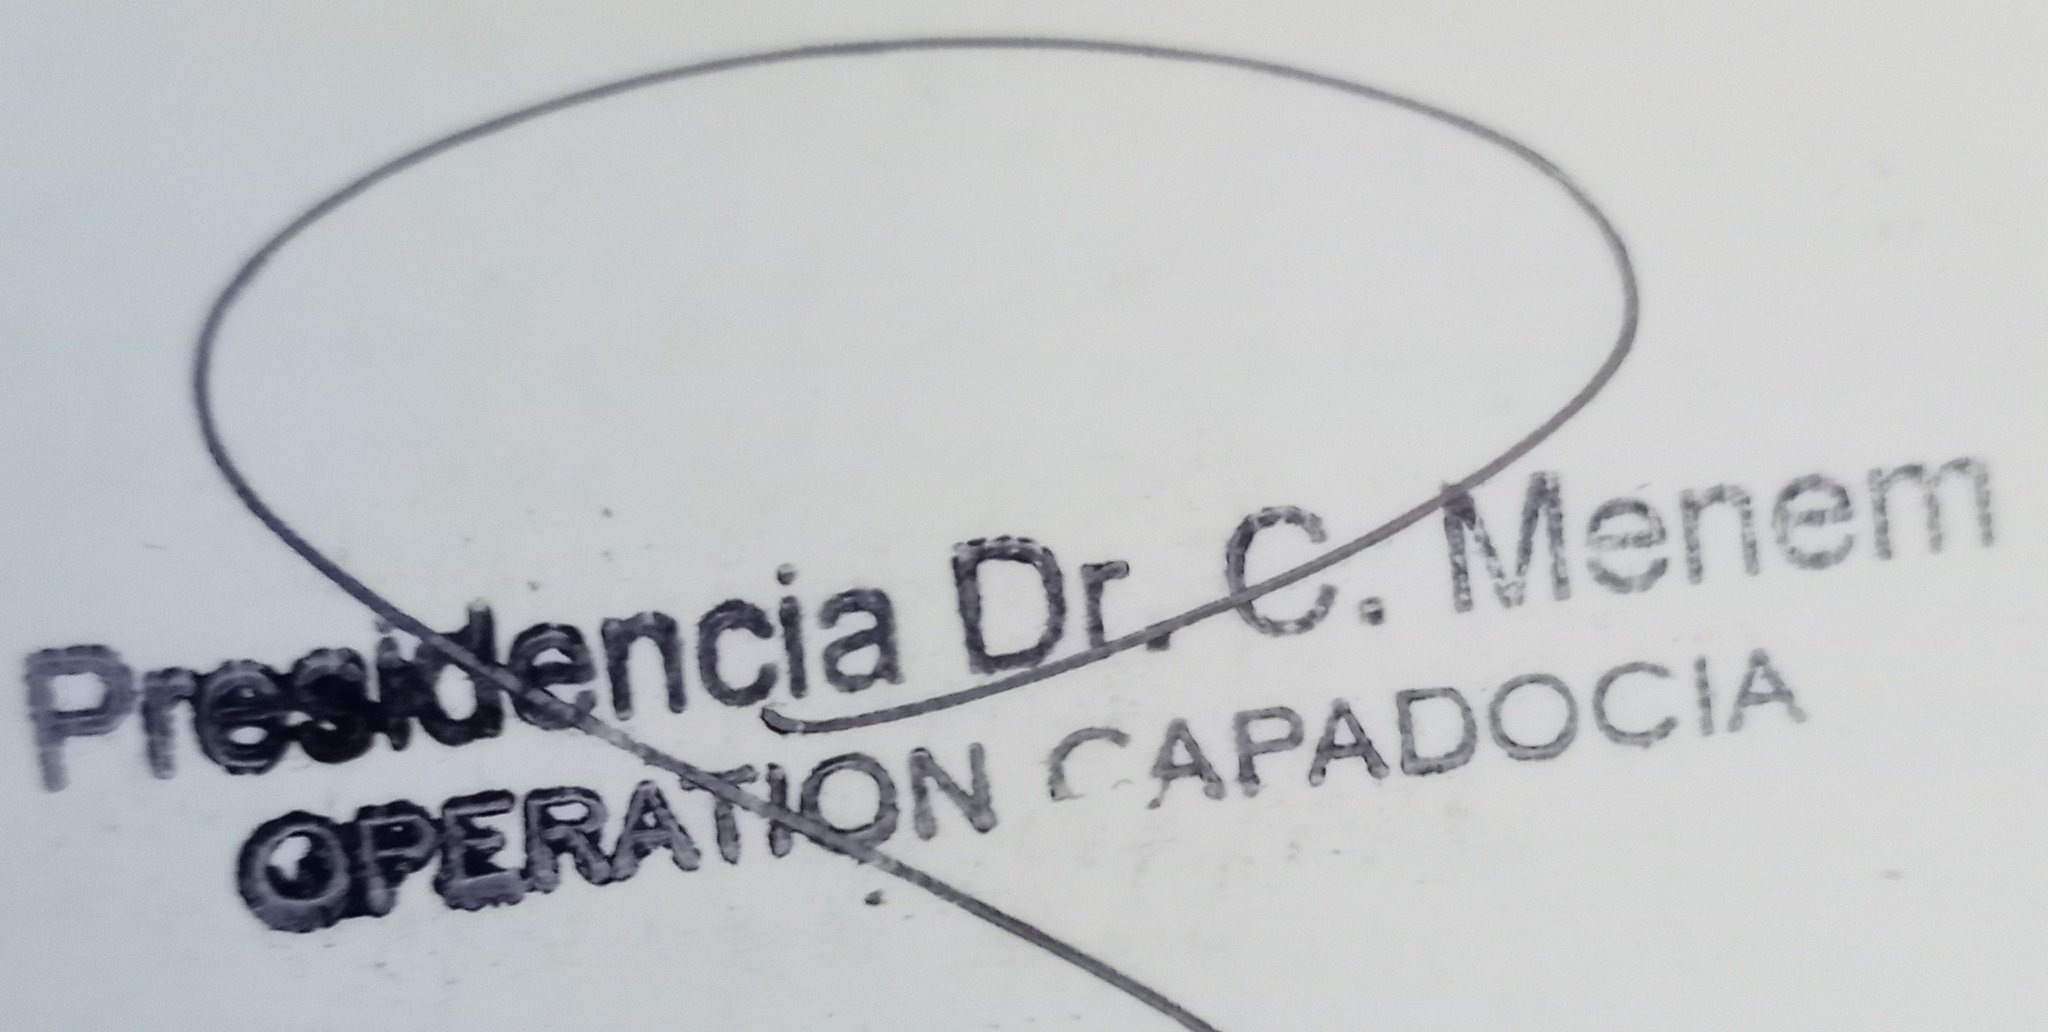 Presidencia Dr. C. Menem
OPERATION CAPADOCIA